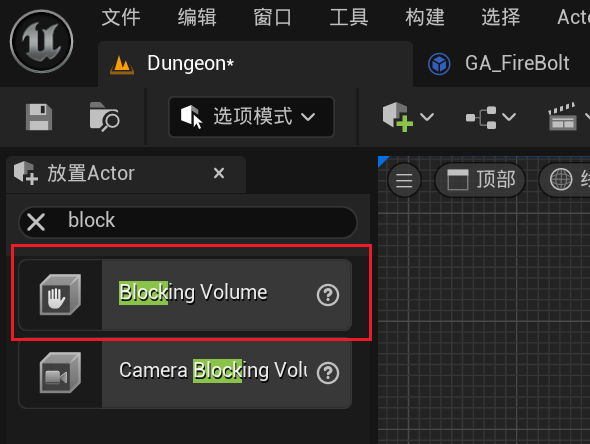 文件 编辑 窗口 工具 构建 选择 Acto
Dungeon* GA_FireBolt
选项模式
放置Actor ×
顶部
block
Blocking Volume
Camera Blocking Volu